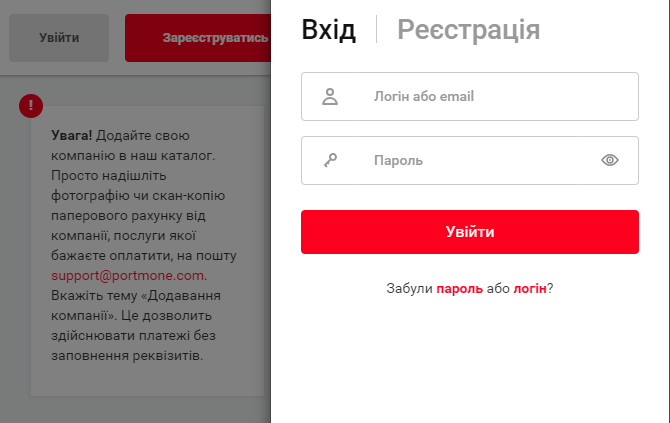 Увійти
Зареєструватись
!
Увага! Додайте свою
компанію в наш каталог.
Просто надішліть
фотографію чи скан-копію
паперового рахунку від
компанії, послуги якої
бажаєте оплатити, на пошту
support@portmone.com.
Вкажіть тему «Додавання
компанії». Це дозволить
здійснювати платежі без
заповнення реквізитів.
Вхід
Реєстрація
Логін або email
Пароль
Увійти
Забули пароль або логін?